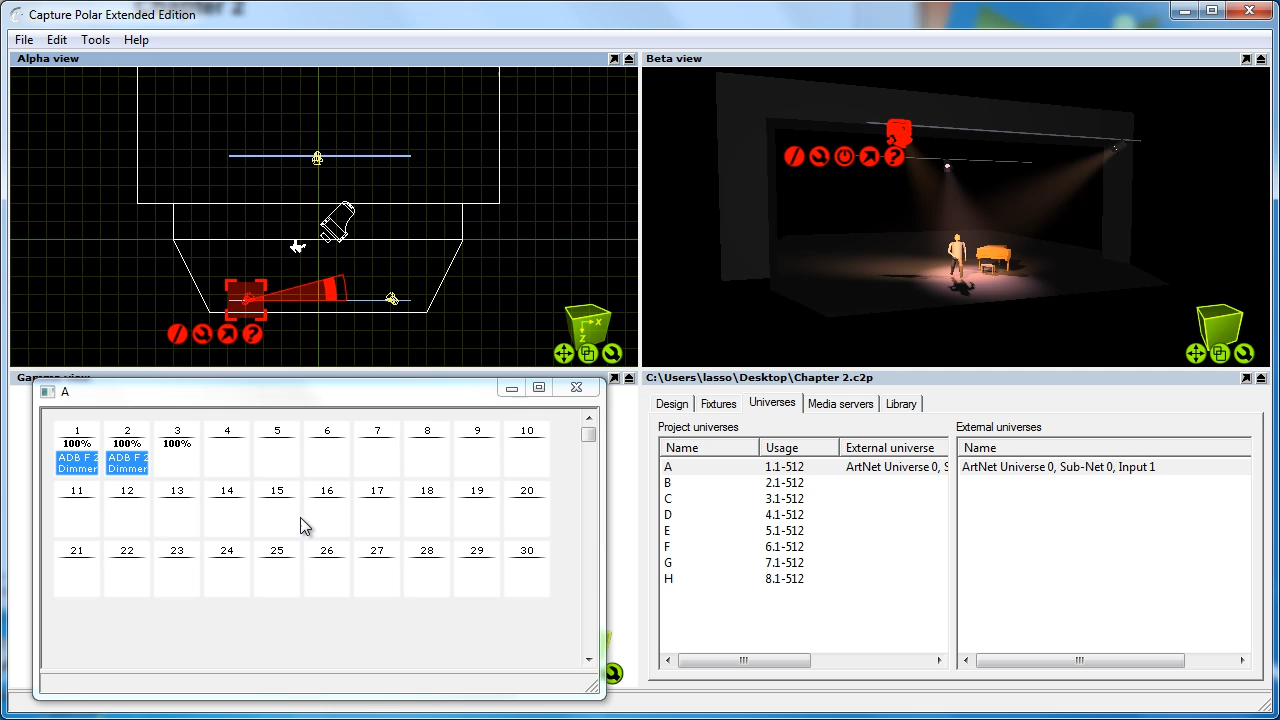 Chapter 2
Capture Polar Extended Edition
File Edit Tools Help
Alpha view
Beta view
X
Z
C:\Users\lasso\Desktop\Chapter 2.c2p
A
1 2 3 4 5 6 7 8 9 10
100% 100% 100%
ADB F 2 ADB F 2
Dimmer Dimmer
11 12 13 14 15 16 17 18 19 20
21 22 23 24 25 26 27 28 29 30
Design Fixtures Universes Media servers Library
Project universes
Name Usage External universe
A 1.1-512 ArtNet Universe 0, S
B 2.1-512
C 3.1-512
D 4.1-512
E 5.1-512
F 6.1-512
G 7.1-512
H 8.1-512
External universes
Name
ArtNet Universe 0, Sub-Net 0, Input 1